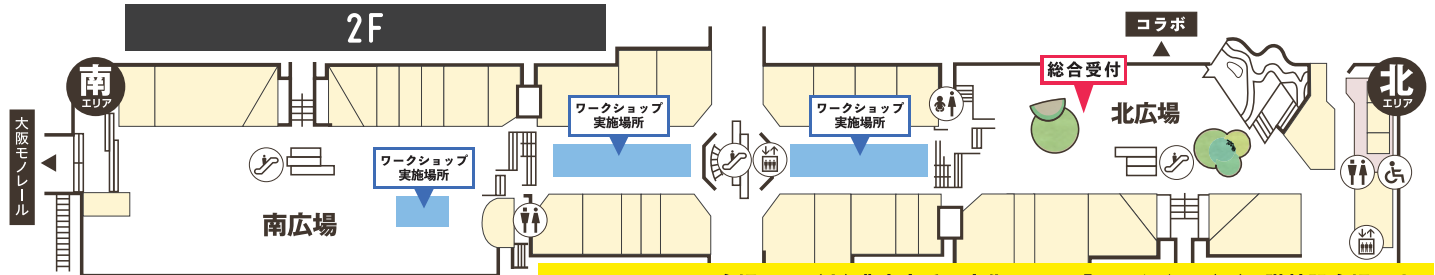 2F
コラボ
南
エリア
総合受付
北
エリア
ワークショップ
実施場所
ワークショップ
実施場所
北広場
大阪モノレール
ワークショップ
実施場所
南広場